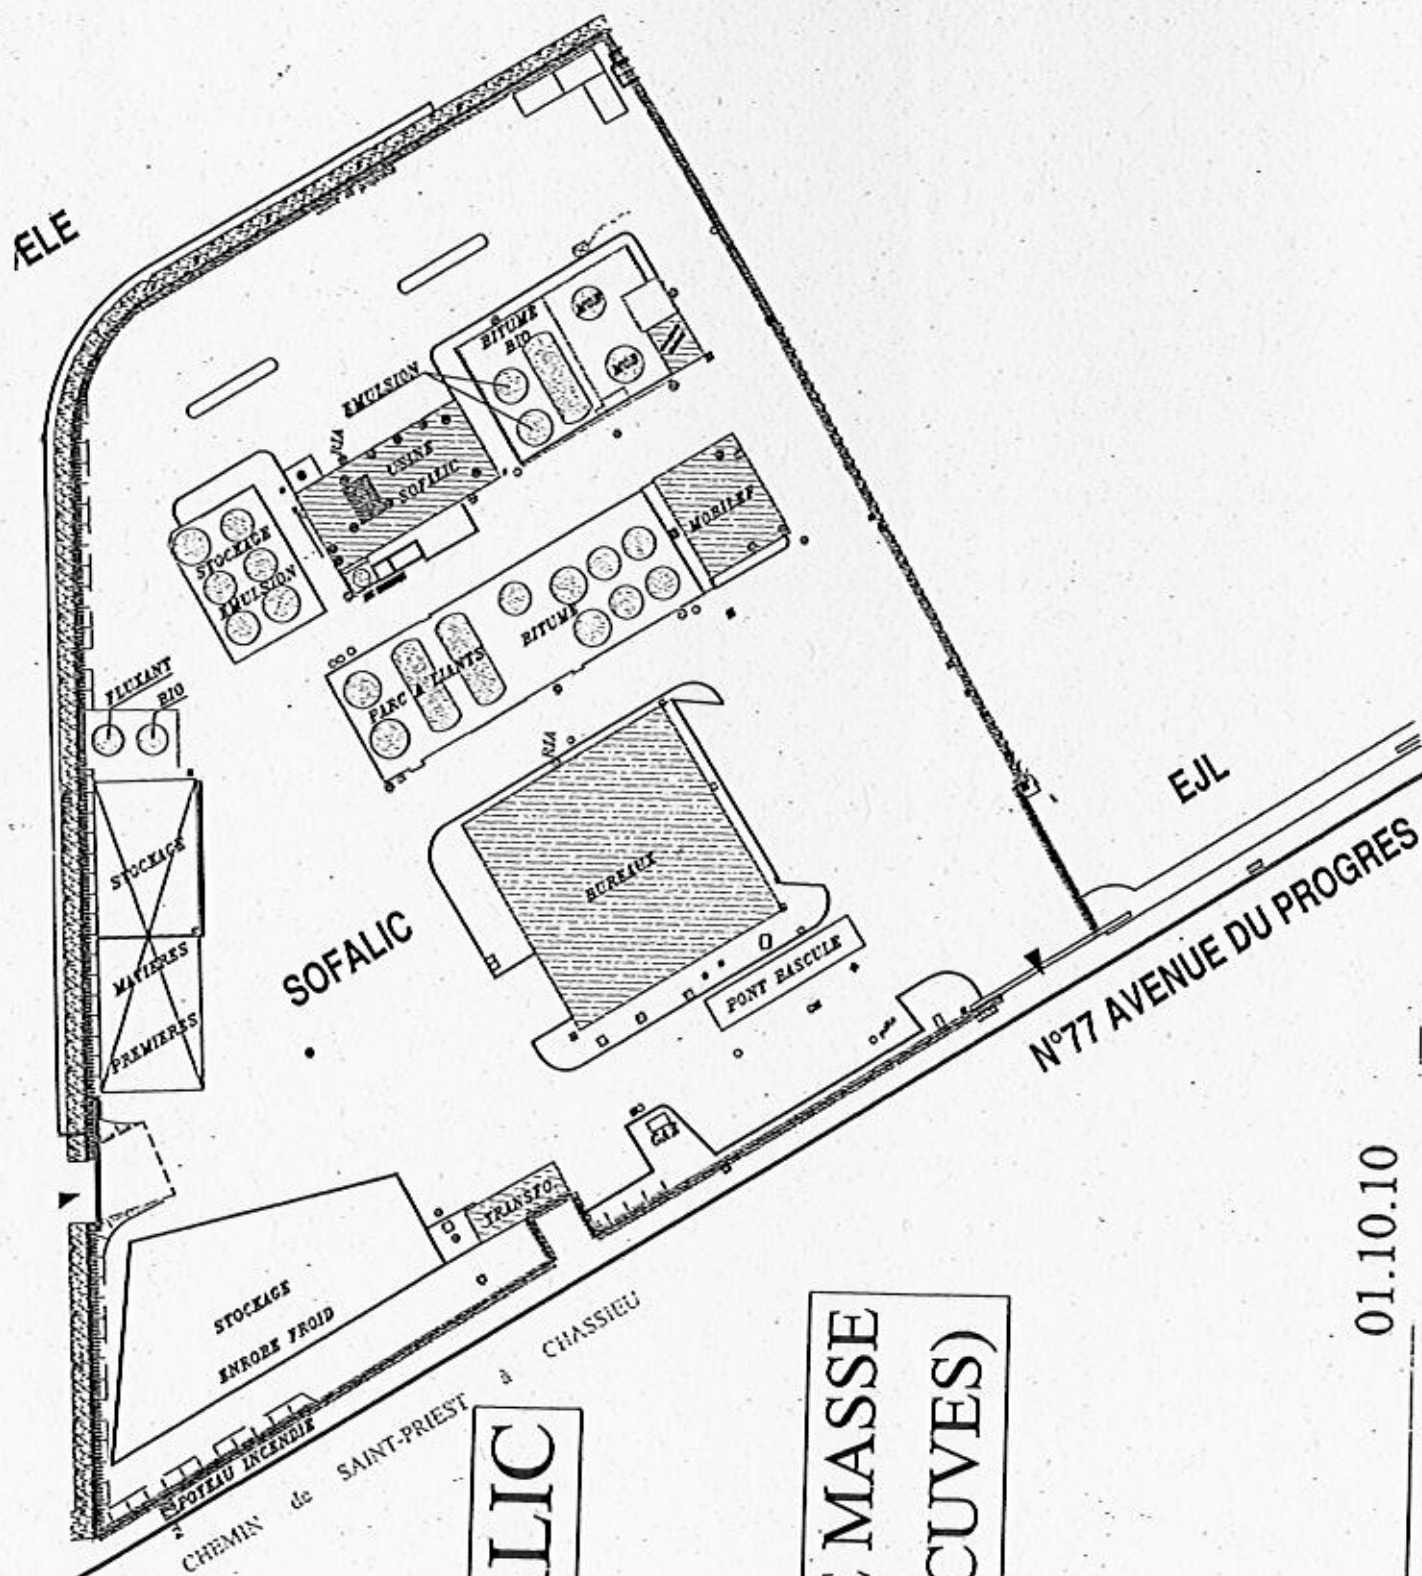 ÆLE
BITUME
BIO
EMULSION
RIA
USINE
SOFALIC
MOBILEF
STOCKAGE
EMULSION
BITUME
PARC A LIANTS
FLUXANT
BIO
RIA
EJL
STOCKAGE
MATIERES
PREMIERES
BUREAUX
SOFALIC
PONT BASCULE
N°77 AVENUE DU PROGRES
GAZ
TRANSFO.
STOCKAGE
ENROBE FROID
POTEAU INCENDIE
CHEMIN de SAINT-PRIEST à CHASSIEU
LIC
MASSE
CUVES)
01.10.10